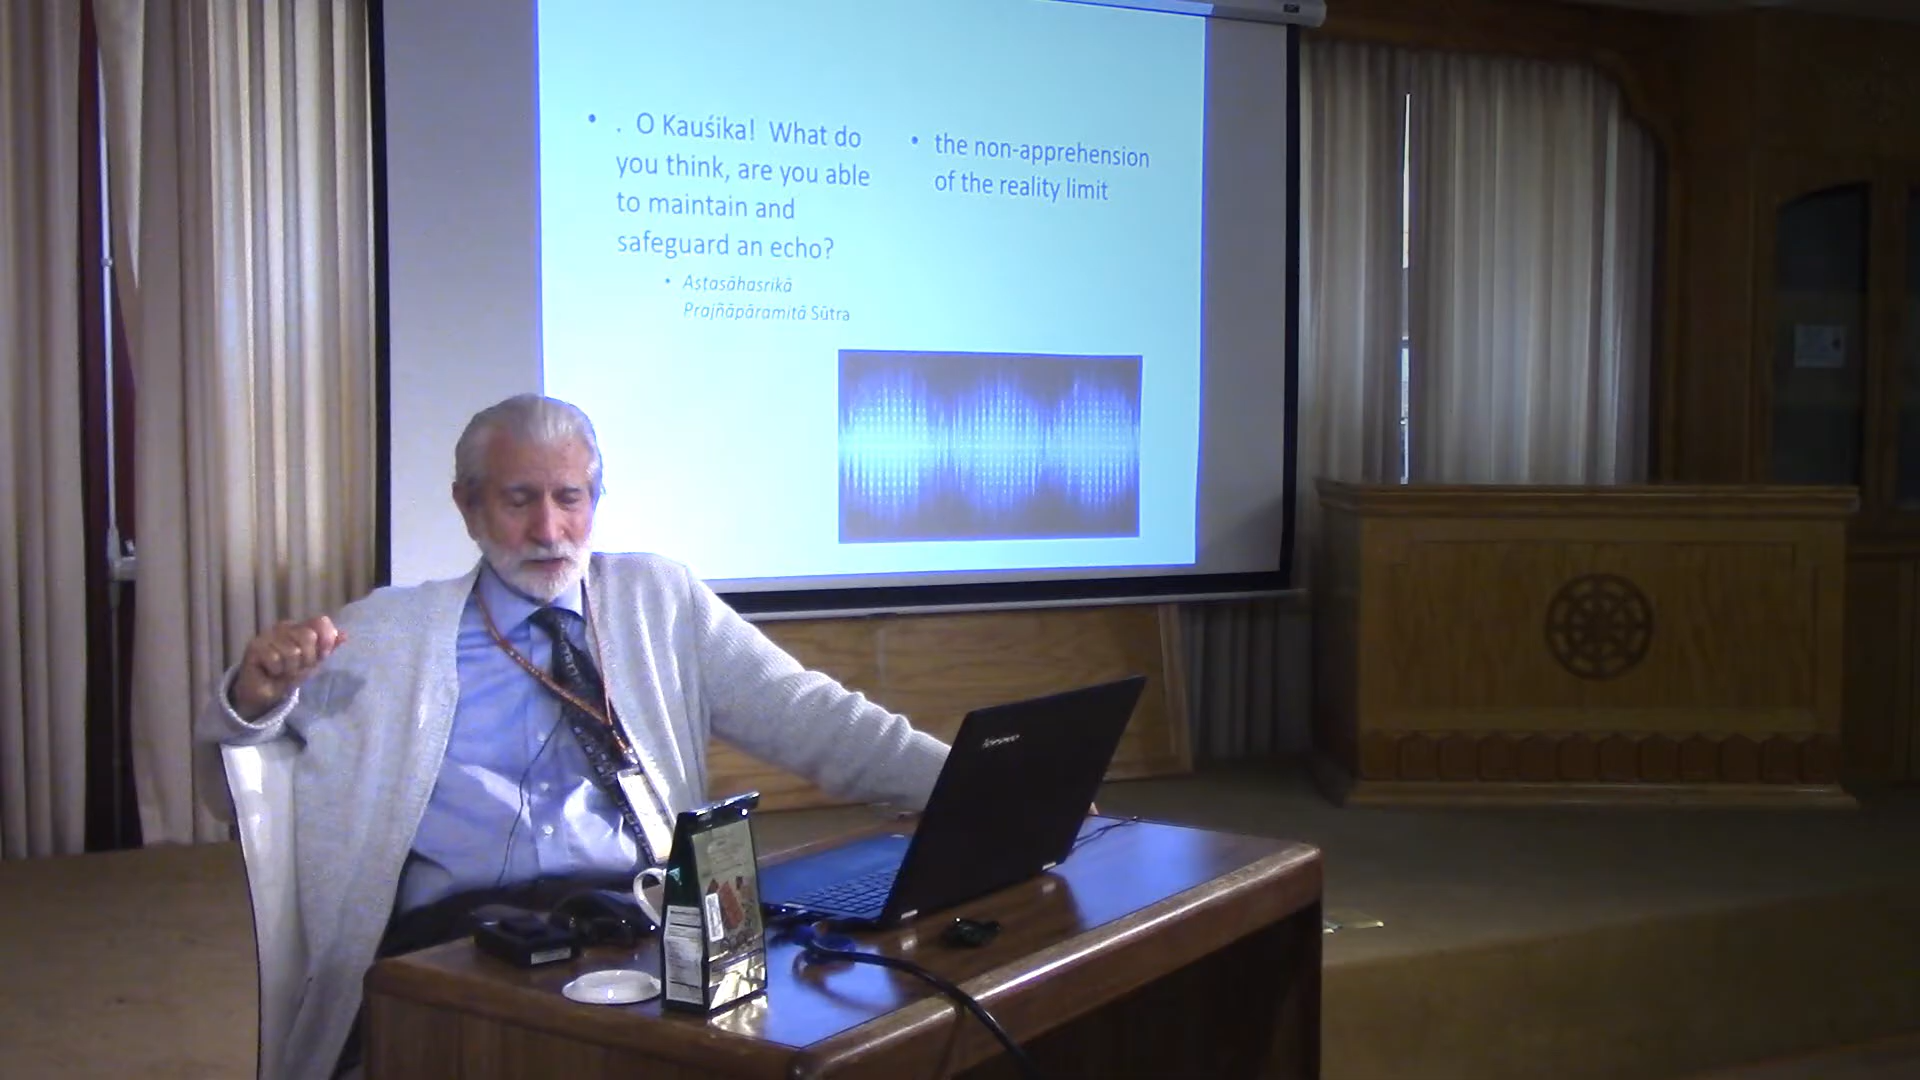 • . O Kauśika! What do
you think, are you able
to maintain and
safeguard an echo?
• Astasāhasrikā
Prajñāpāramitā Sūtra
• the non-apprehension
of the reality limit
lenovo